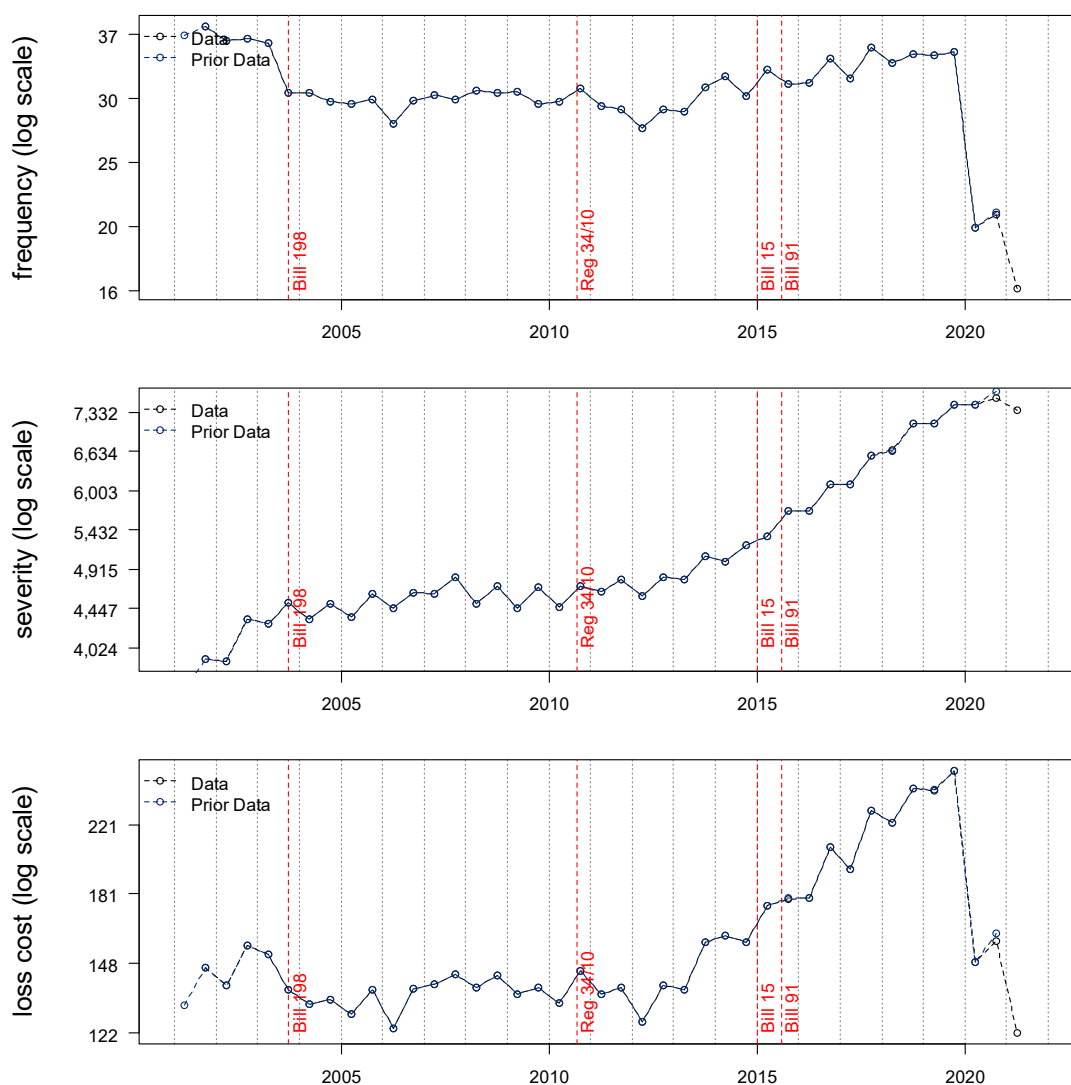 frequency (log scale)
37
30
25
20
16
Data
Prior Data
Bill 198
Reg 34/10
Bill 15
Bill 91
2005
2010
2015
2020
severity (log scale)
7,332
6,634
6,003
5,432
4,915
4,447
4,024
Data
Prior Data
Bill 198
Reg 34/10
Bill 15
Bill 91
2005
2010
2015
2020
loss cost (log scale)
221
181
148
122
Data
Prior Data
Bill 198
Reg 34/10
Bill 15
Bill 91
2005
2010
2015
2020